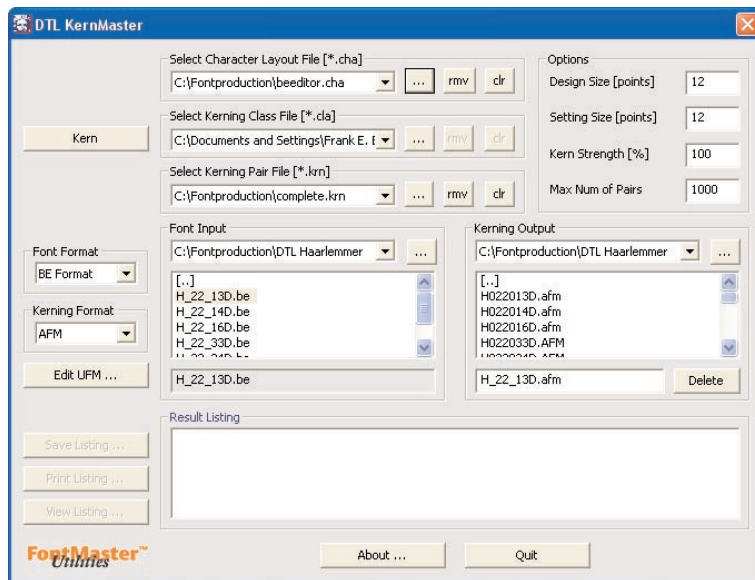 DTL KernMaster
Select Character Layout File [*.cha]
C:\Fontproduction\beeditor.cha
...
rmv
clr
Select Kerning Class File [*.cla]
C:\Documents and Settings\Frank E. E
...
rmv
clr
Kern
Select Kerning Pair File [*.krn]
C:\Fontproduction\complete.krn
...
rmv
clr
Options
Design Size [points]
12
Setting Size [points]
12
Kern Strength [%]
100
Max Num of Pairs
1000
Font Format
BE Format
Kerning Format
AFM
Edit UFM ...
Font Input
C:\Fontproduction\DTL Haarlemmer
...
[..]
H_22_13D.be
H_22_14D.be
H_22_16D.be
H_22_33D.be
H_22_13D.be
Kerning Output
C:\Fontproduction\DTL Haarlemmer
...
[..]
H022013D.afm
H022014D.afm
H022016D.afm
H022033D.AFM
H_22_13D.afm
Delete
Result Listing
Save Listing ...
Print Listing ...
View Listing ...
FontMaster™
Utilities
About ...
Quit